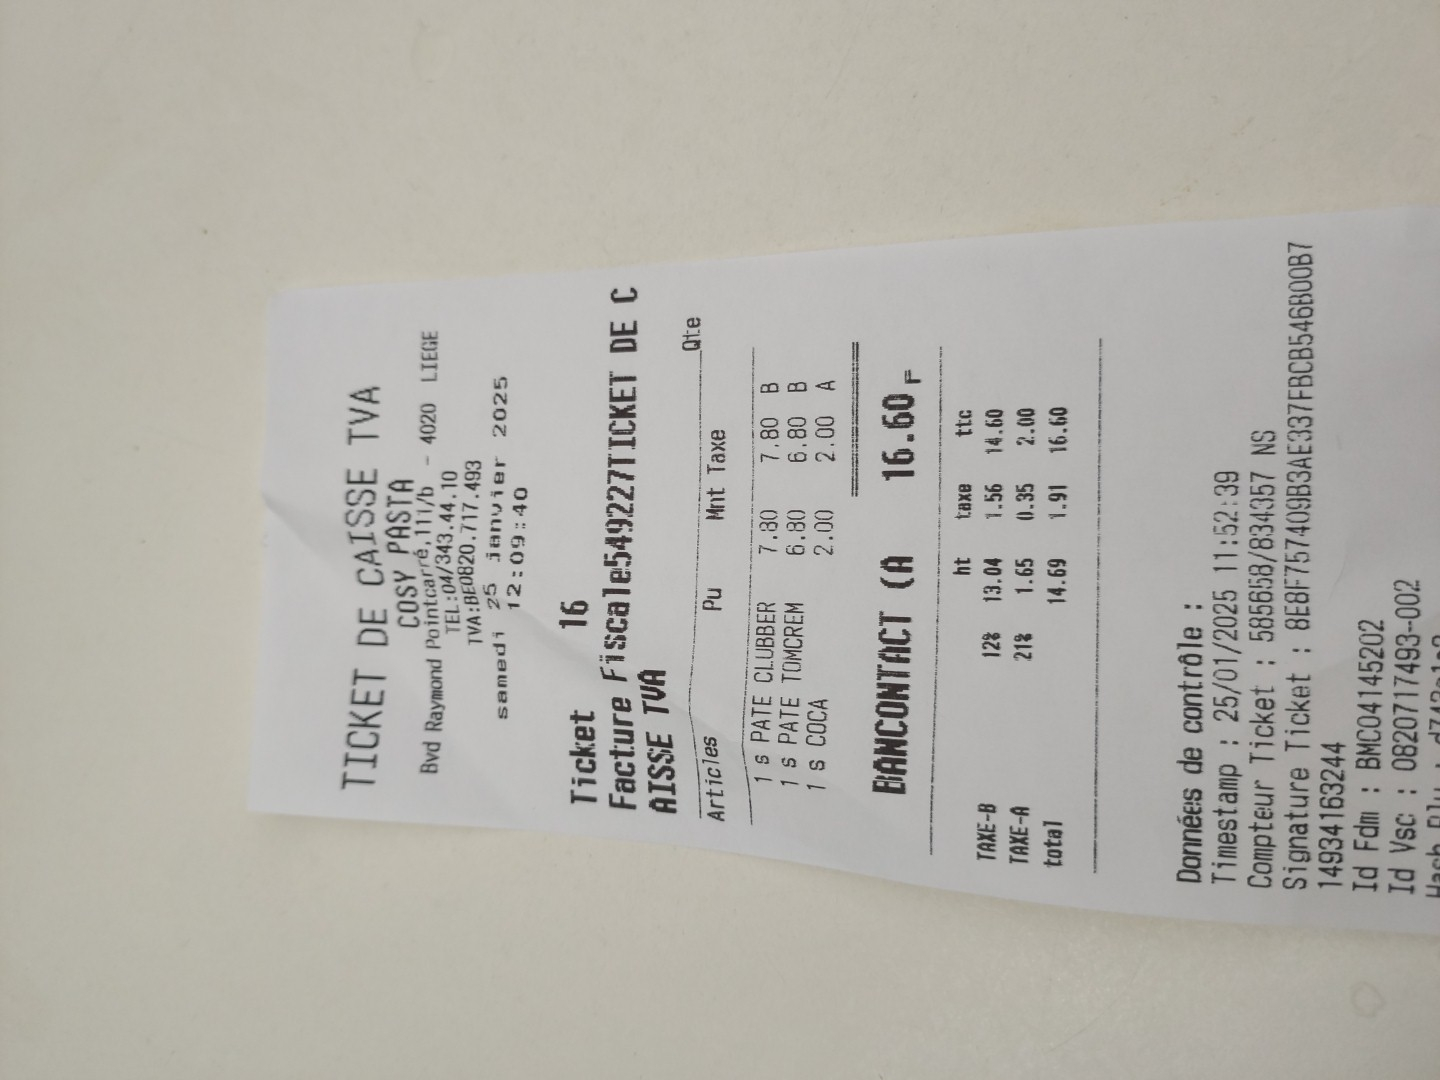 TICKET DE CAISSE TVA
COSY PASTA
Bvd Raymond Pointcarré,111/b - 4020 LIEGE
TEL:04/343.44.10
TVA:BE0820.717.493
samedi 25 janvier 2025
12:09:40
Ticket 16
Facture Fiscale549227TICKET DE C
AISSE TVA
Articles Pu Mnt Taxe Qte
1 s PATE CLUBBER 7.80 7.80 B
1 s PATE TOMCREM 6.80 6.80 B
1 s COCA 2.00 2.00 A
BANCONTACT (A 16.60 F
ht taxe ttc
TAXE-B 12% 13.04 1.56 14.60
TAXE-A 21% 1.65 0.35 2.00
total 14.69 1.91 16.60
Données de contrôle :
Timestamp : 25/01/2025 11:52:39
Compteur Ticket : 585658/834357 NS
Signature Ticket : 8E8F757409B3AE337FBCB546B00B7
1493416324​4
Id Fdm : BMC04145202
Id Vsc : 0820717493-002